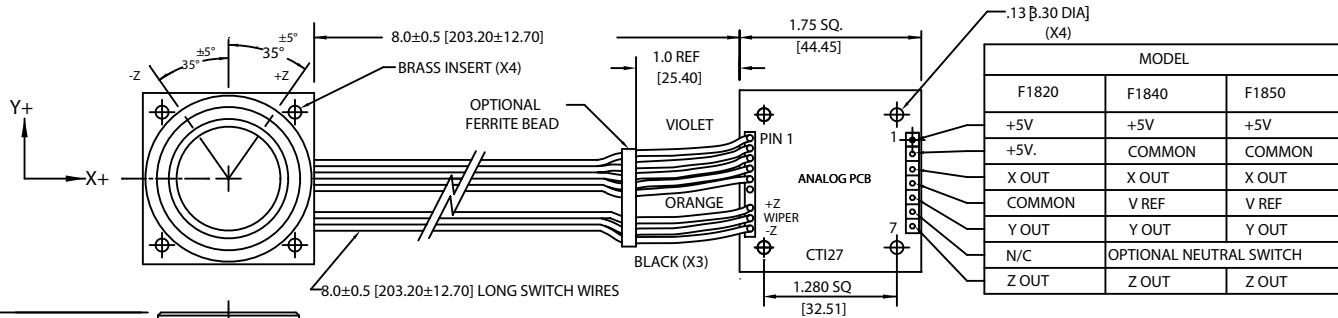 ±5°
35°
±5°
35°
-Z
+Z
8.0±0.5 [203.20±12.70]
BRASS INSERT (X4)
Y+
X+
OPTIONAL
FERRITE BEAD
1.0 REF
[25.40]
1.75 SQ.
[44.45]
.13 [3.30 DIA]
(X4)
VIOLET
PIN 1
ANALOG PCB
1
7
ORANGE
+Z
WIPER
-Z
BLACK (X3)
CTI27
8.0±0.5 [203.20±12.70] LONG SWITCH WIRES
1.280 SQ
[32.51]
MODEL
F1820 F1840 F1850
+5V +5V +5V
+5V. COMMON COMMON
X OUT X OUT X OUT
COMMON V REF V REF
Y OUT Y OUT Y OUT
N/C OPTIONAL NEUTRAL SWITCH
Z OUT Z OUT Z OUT